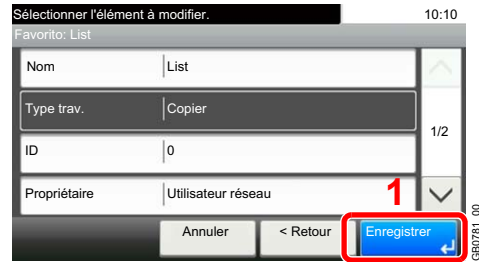 Sélectionner l'élément à modifier. 10:10
Favorito: List
Nom List
Type trav. Copier
1/2
ID 0
Propriétaire Utilisateur réseau
1
Annuler < Retour Enregistrer
GB0781_00